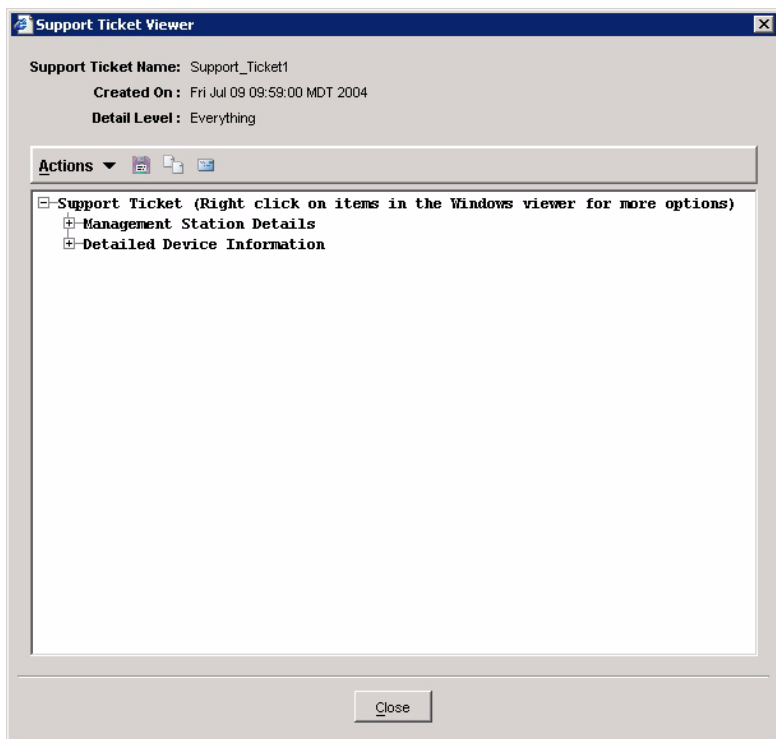 Support Ticket Viewer
Support Ticket Name: Support_Ticket1
Created On : Fri Jul 09 09:59:00 MDT 2004
Detail Level : Everything
Actions
Support Ticket (Right click on items in the Windows viewer for more options)
Management Station Details
Detailed Device Information
Close